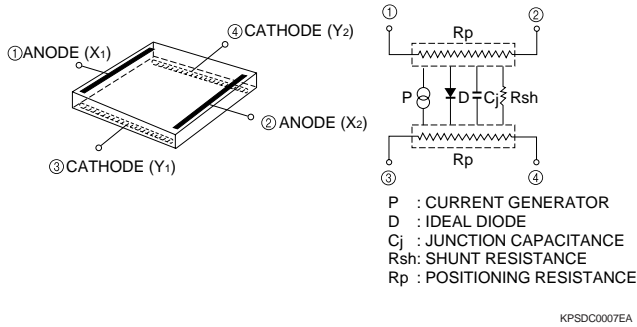 ①ANODE (X1)
④CATHODE (Y2)
② ANODE (X2)
③CATHODE (Y1)
①
②
Rp
P
D
Cj
Rsh
Rp
③
④
P : CURRENT GENERATOR
D : IDEAL DIODE
Cj : JUNCTION CAPACITANCE
Rsh: SHUNT RESISTANCE
Rp : POSITIONING RESISTANCE
KPSDC0007EA